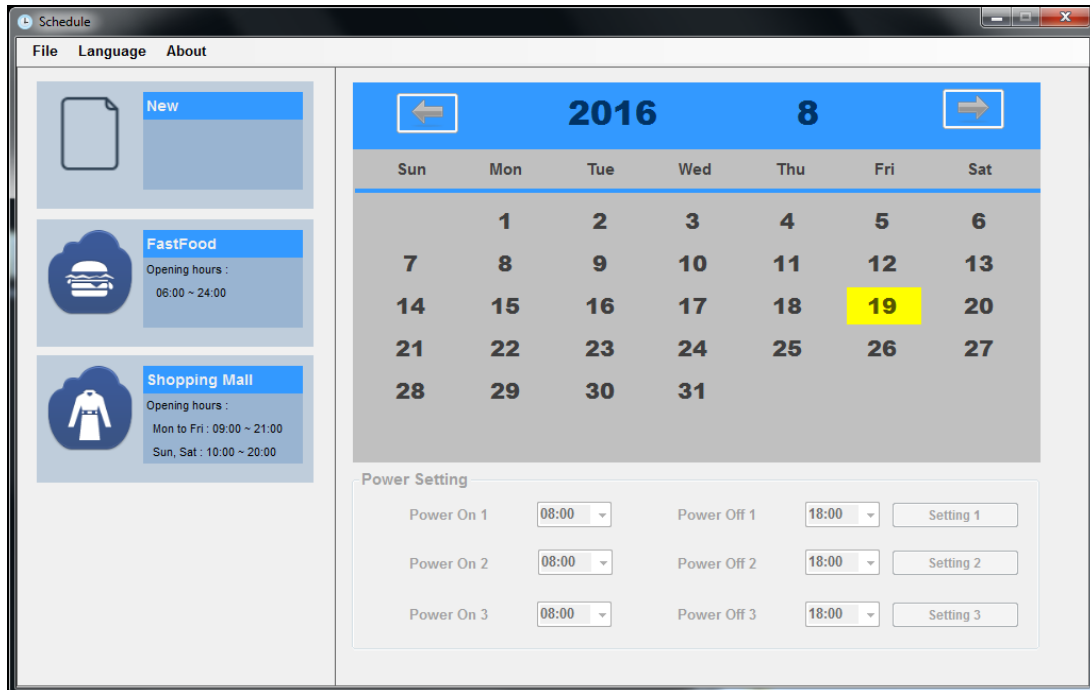 Schedule
File Language About
New
FastFood
Opening hours :
06:00 ~ 24:00
Shopping Mall
Opening hours :
Mon to Fri : 09:00 ~ 21:00
Sun, Sat : 10:00 ~ 20:00
2016 8
Sun Mon Tue Wed Thu Fri Sat
1 2 3 4 5 6
7 8 9 10 11 12 13
14 15 16 17 18 19 20
21 22 23 24 25 26 27
28 29 30 31
Power Setting
Power On 1 08:00 Power Off 1 18:00 Setting 1
Power On 2 08:00 Power Off 2 18:00 Setting 2
Power On 3 08:00 Power Off 3 18:00 Setting 3